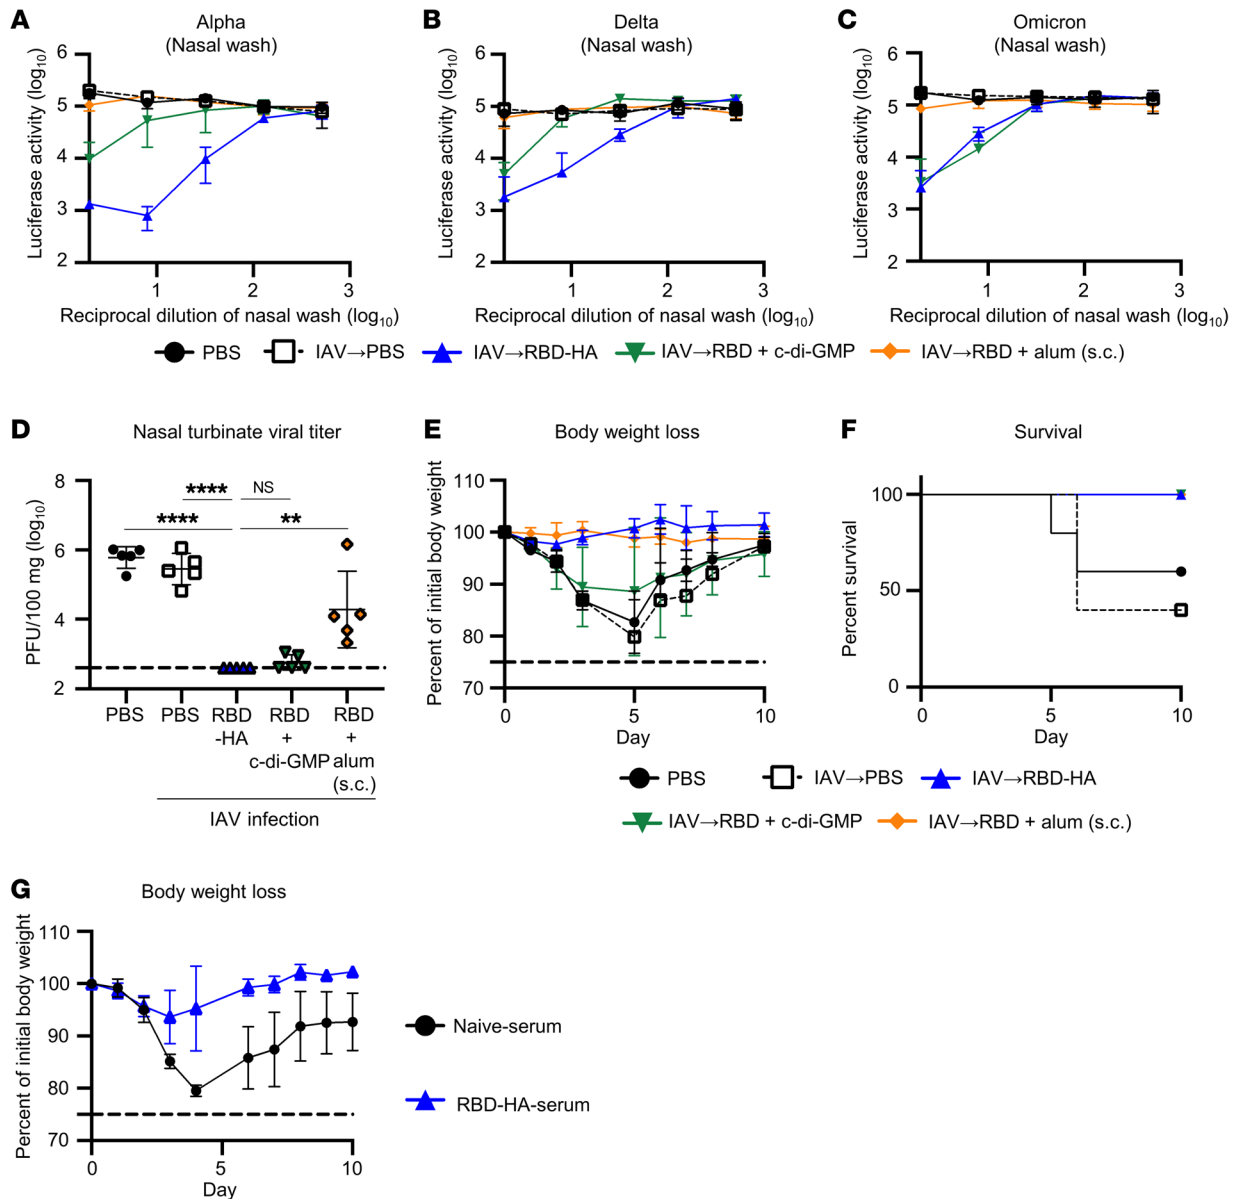 A
Alpha
(Nasal wash)
Luciferase activity (log10)
6
5
4
3
2
1
2
3
Reciprocal dilution of nasal wash (log10)
B
Delta
(Nasal wash)
Luciferase activity (log10)
6
5
4
3
2
1
2
3
Reciprocal dilution of nasal wash (log10)
C
Omicron
(Nasal wash)
Luciferase activity (log10)
6
5
4
3
2
1
2
3
Reciprocal dilution of nasal wash (log10)
PBS
IAV→PBS
IAV→RBD-HA
IAV→RBD + c-di-GMP
IAV→RBD + alum (s.c.)
D
Nasal turbinate viral titer
PFU/100 mg (log10)
8
6
4
2
****
NS
****
**
PBS
PBS
RBD
-HA
RBD
+
c-di-GMP
RBD
+
alum
(s.c.)
IAV infection
E
Body weight loss
Percent of initial body weight
110
100
90
80
70
0
5
10
Day
F
Survival
Percent survival
100
50
0
0
5
10
Day
PBS
IAV→PBS
IAV→RBD-HA
IAV→RBD + c-di-GMP
IAV→RBD + alum (s.c.)
G
Body weight loss
Percent of initial body weight
110
100
90
80
70
0
5
10
Day
Naive-serum
RBD-HA-serum